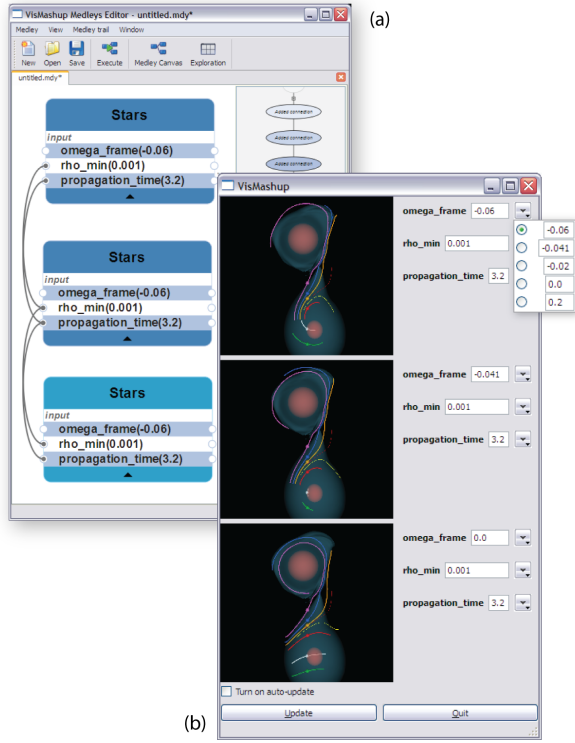 (a)
VisMashup Medleys Editor - untitled.mdy*
Medley View Medley trail Window
New Open Save Execute Medley Canvas Exploration
untitled.mdy*
Stars
input
omega_frame(-0.06)
rho_min(0.001)
propagation_time(3.2)
Stars
input
omega_frame(-0.06)
rho_min(0.001)
propagation_time(3.2)
Stars
input
omega_frame(-0.06)
rho_min(0.001)
propagation_time(3.2)
Added connection
Added connection
Added connection
VisMashup
omega_frame -0.06
rho_min 0.001
propagation_time 3.2
-0.06
-0.041
-0.02
0.0
0.2
omega_frame -0.041
rho_min 0.001
propagation_time 3.2
omega_frame 0.0
rho_min 0.001
propagation_time 3.2
Turn on auto-update
Update Quit
(b)